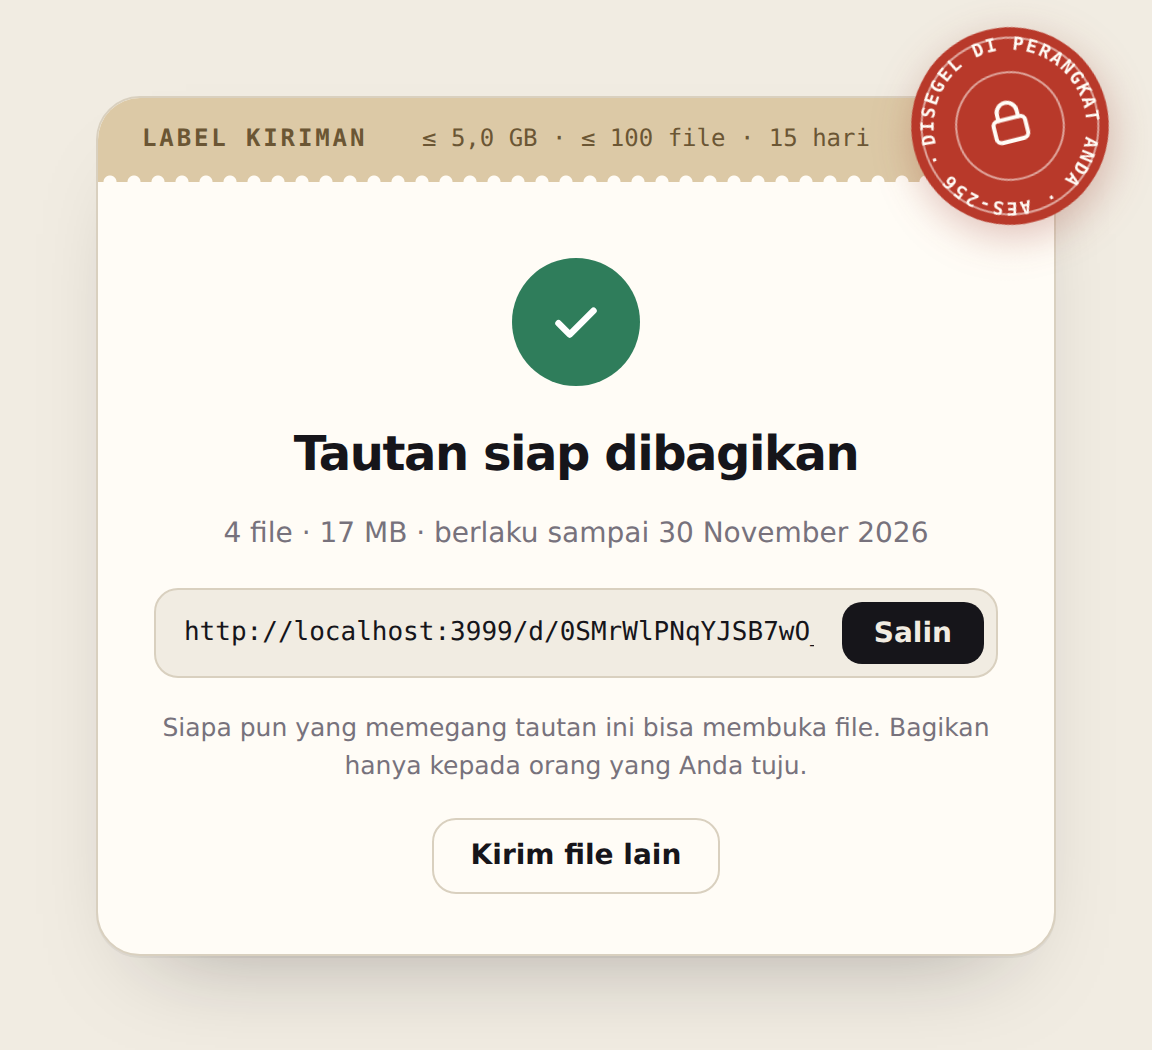 LABEL KIRIMAN ≤ 5,0 GB · ≤ 100 file · 15 hari
DISEGEL DI PERANGKAT ANDA · AES-256 ·
Tautan siap dibagikan
4 file · 17 MB · berlaku sampai 30 November 2026
http://localhost:3999/d/0SMrWlPNqYJSB7wO_ Salin
Siapa pun yang memegang tautan ini bisa membuka file. Bagikan
hanya kepada orang yang Anda tuju.
Kirim file lain